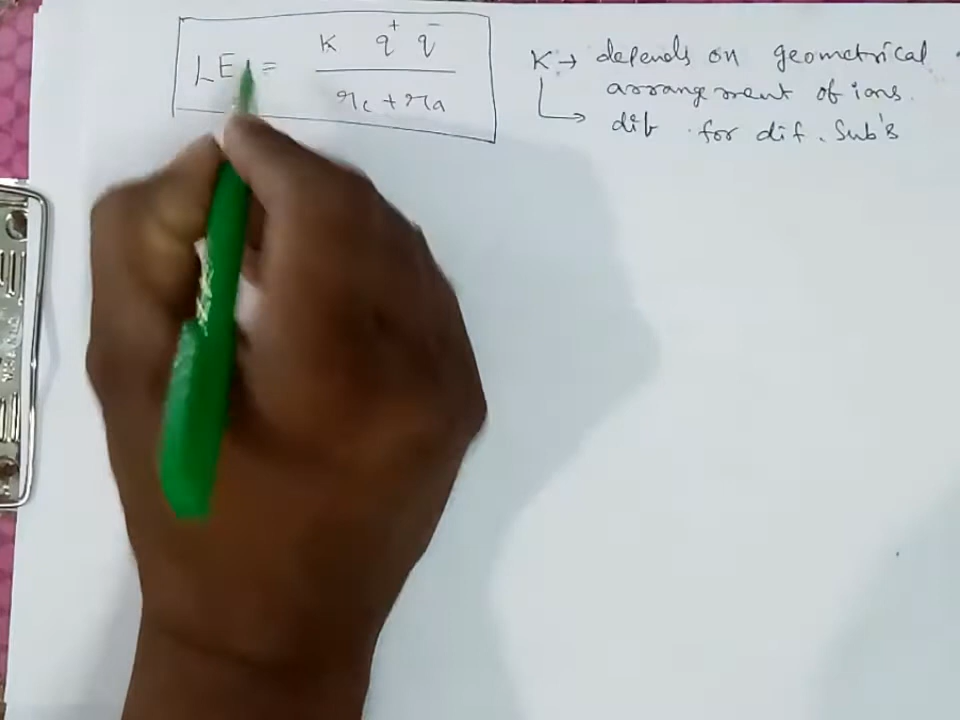 LE = K q⁺ q⁻ / r_c + r_a
K → depends on geometrical
arrangement of ions.
→ dif . for dif . Sub's